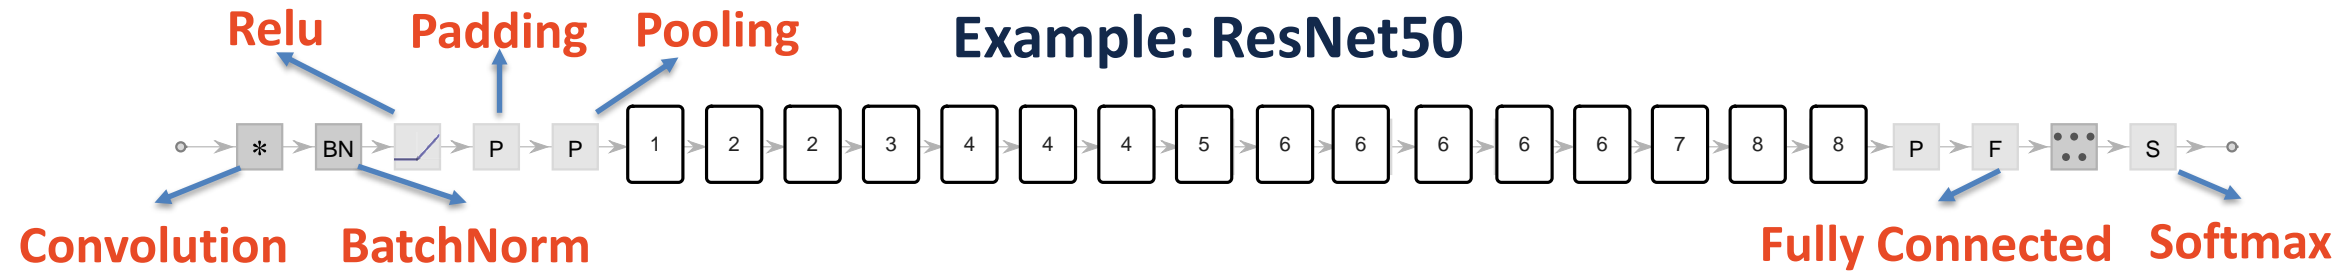 Example: ResNet50
Relu
Padding
Pooling
* BN P P 1 2 2 3 4 4 4 5 6 6 6 6 6 7 8 8 P F S
Convolution
BatchNorm
Fully Connected
Softmax